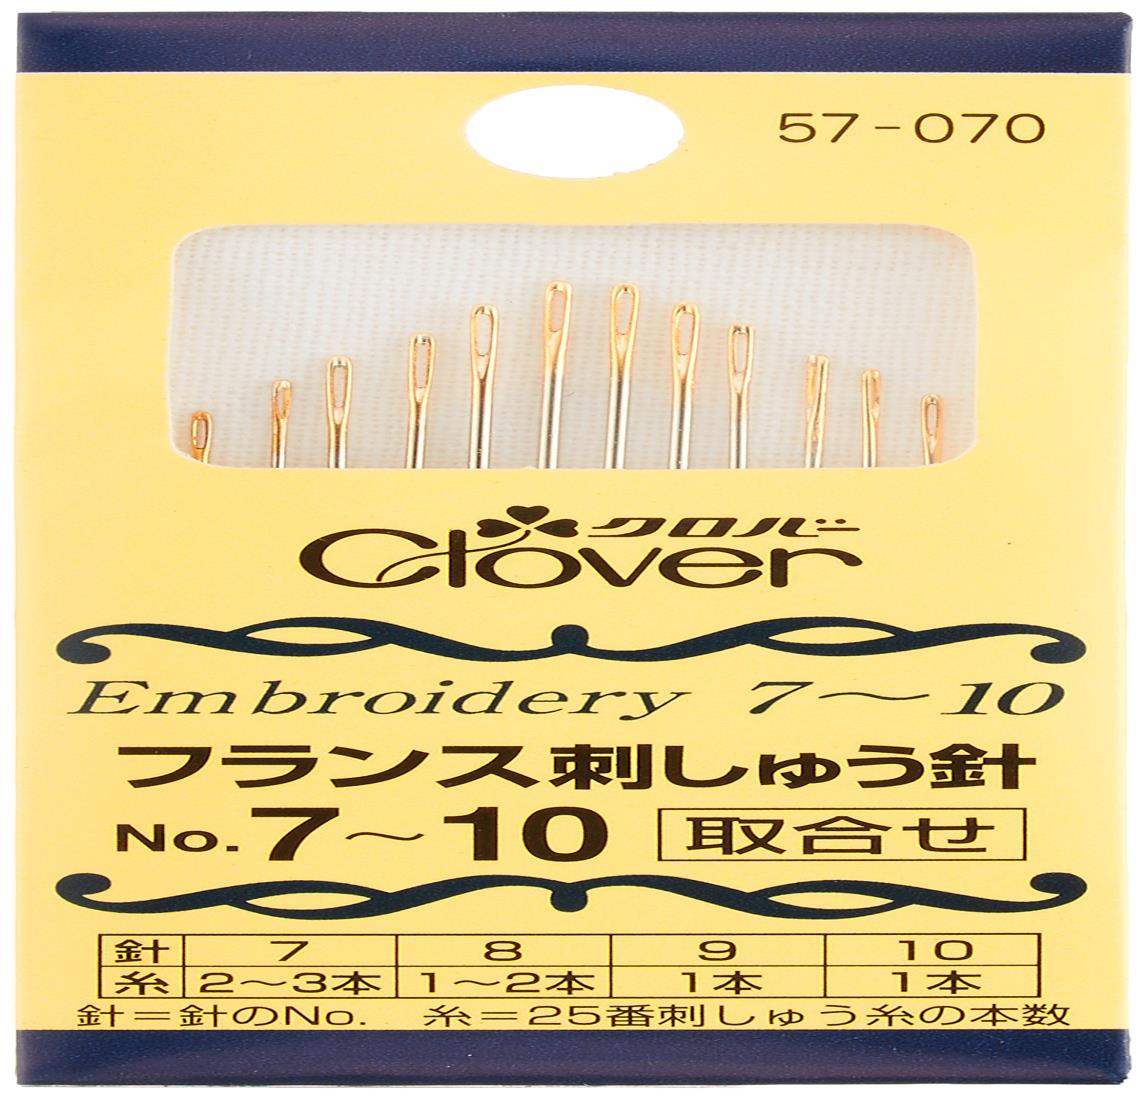 57-070
クロバー
Clover
Embroidery 7～10
フランス刺しゅう針
No.7～10 取合せ
針 7 8 9 10
糸 2～3本 1～2本 1本 1本
針＝針のNo. 糸＝25番刺しゅう糸の本数